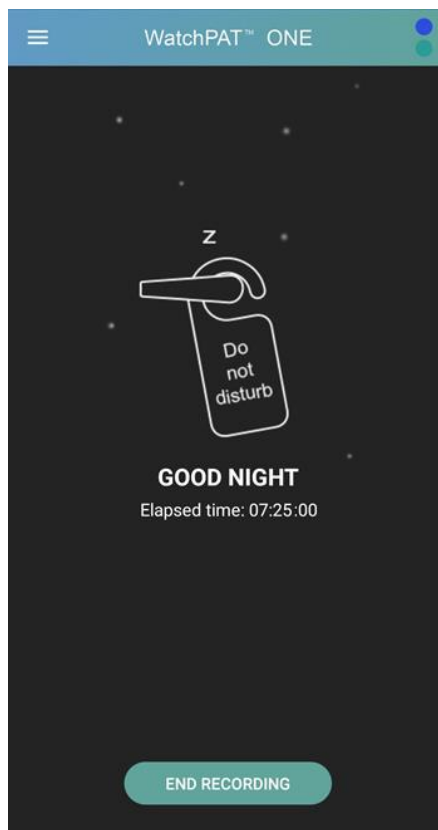 WatchPAT™ ONE
Z
Do
not
disturb
GOOD NIGHT
Elapsed time: 07:25:00
END RECORDING